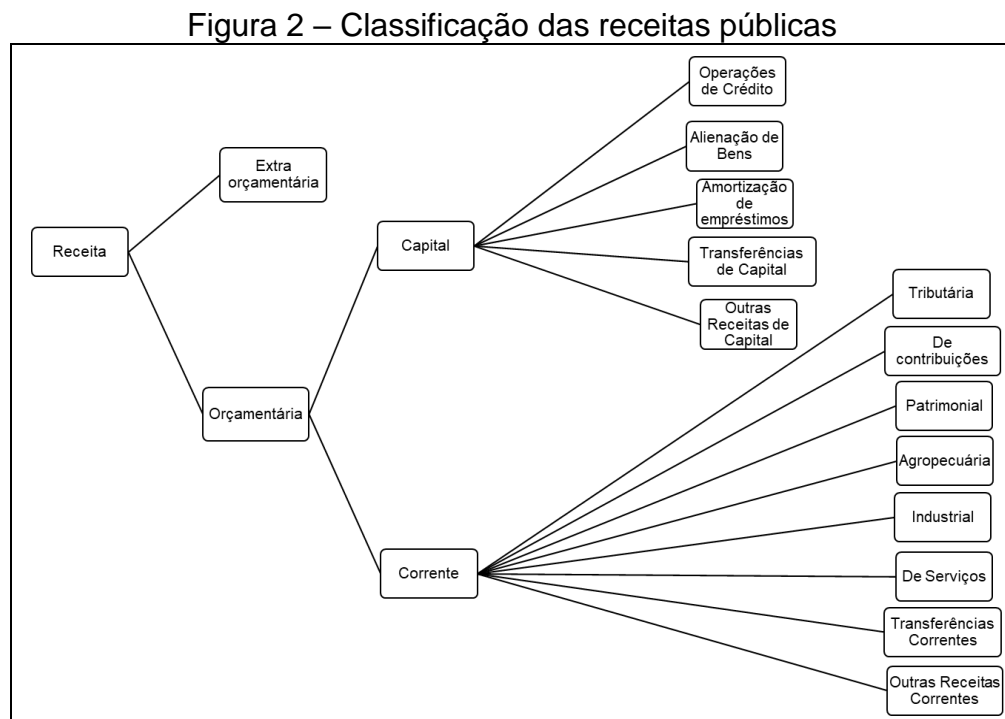 Figura 2 – Classificação das receitas públicas
Receita
Extra
orçamentária
Orçamentária
Capital
Operações
de Crédito
Alienação de
Bens
Amortização
de
empréstimos
Transferências
de Capital
Outras
Receitas de
Capital
Corrente
Tributária
De
contribuições
Patrimonial
Agropecuária
Industrial
De Serviços
Transferências
Correntes
Outras Receitas
Correntes